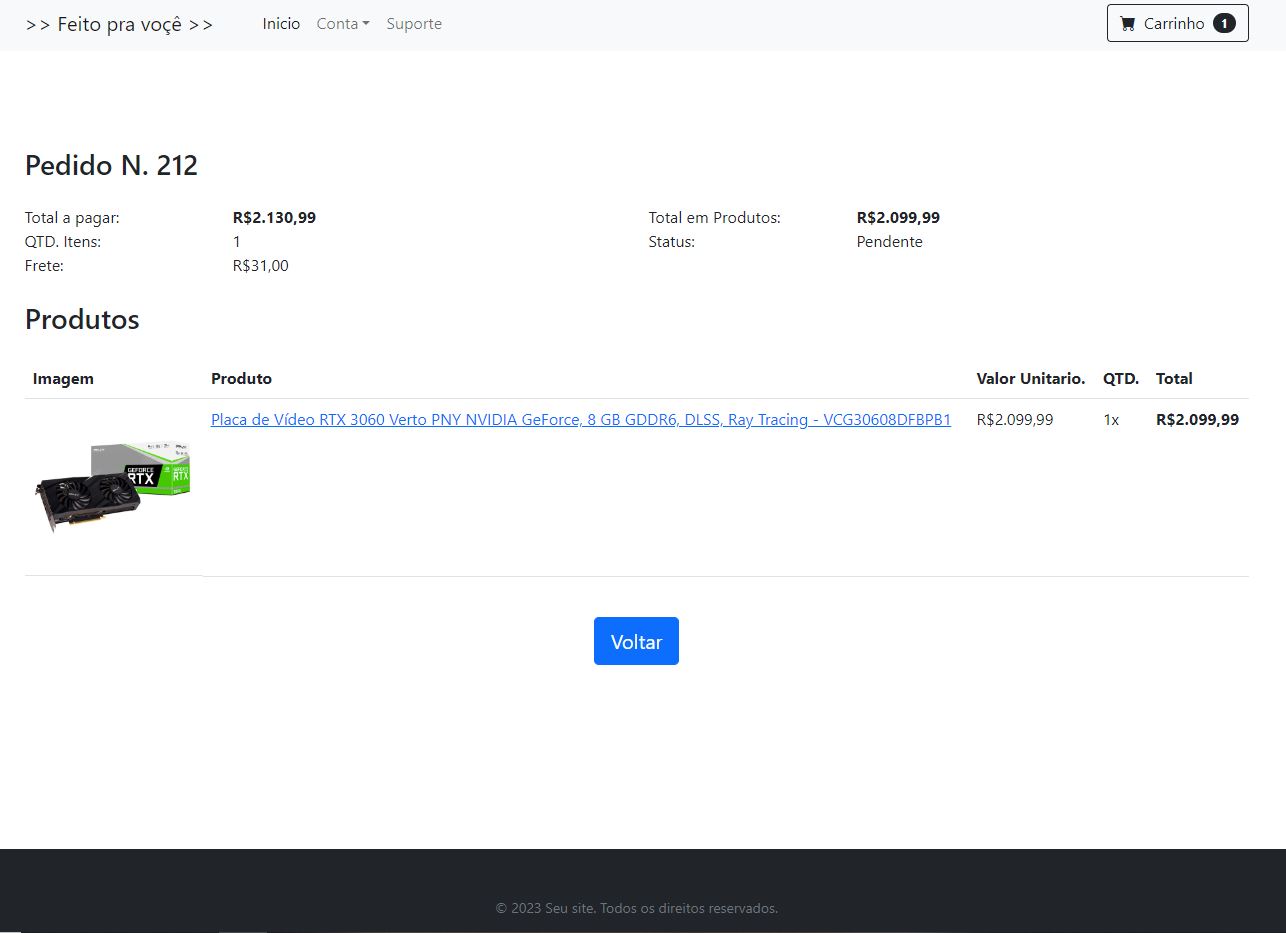 >> Feito pra voçê >> Inicio Conta Suporte Carrinho 1
Pedido N. 212
Total a pagar: R$2.130,99 Total em Produtos: R$2.099,99
QTD. Itens: 1 Status: Pendente
Frete: R$31,00
Produtos
Imagem Produto Valor Unitario. QTD. Total
Placa de Vídeo RTX 3060 Verto PNY NVIDIA GeForce, 8 GB GDDR6, DLSS, Ray Tracing - VCG30608DFBPB1 R$2.099,99 1x R$2.099,99
GEFORCE
RTX
RTX
Voltar
© 2023 Seu site. Todos os direitos reservados.